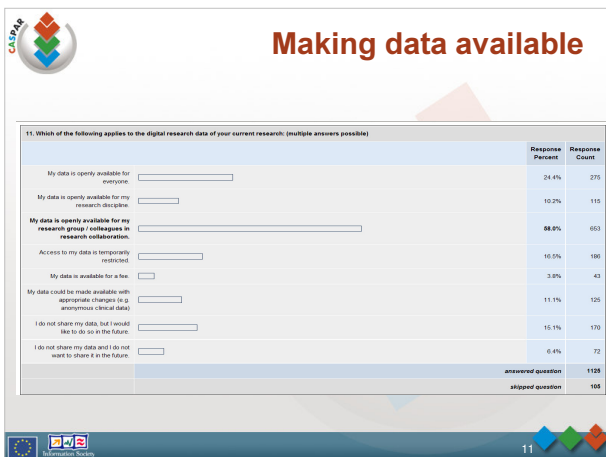 CASPAR
Making data available
11. Which of the following applies to the digital research data of your current research: (multiple answers possible)
Response Percent
Response Count
My data is openly available for everyone.
24.4% 275
My data is openly available for my research discipline.
10.2% 115
My data is openly available for my research group / colleagues in research collaboration.
58.0% 653
Access to my data is temporarily restricted.
16.5% 186
My data is available for a fee.
3.8% 43
My data could be made available with appropriate changes (e.g. anonymous clinical data)
11.1% 125
I do not share my data, but I would like to do so in the future.
15.1% 170
I do not share my data and I do not want to share it in the future.
6.4% 72
answered question 1126
skipped question 105
Information Society
11